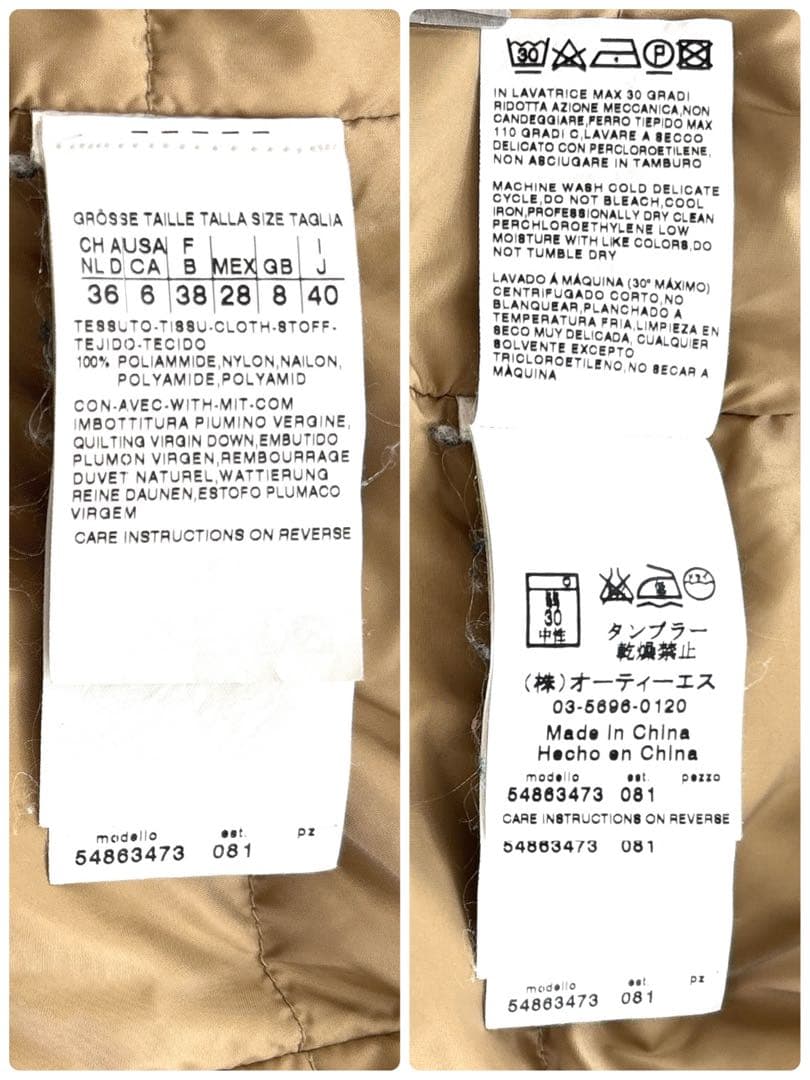 GRÖSSE TAILLE TALLA SIZE TAGLIA
CH AUSA F I
NL D CA B MEX GB J
36 6 38 28 8 40
TESSUTO-TISSU-CLOTH-STOFF-
TEJIDO-TECIDO
100% POLIAMMIDE,NYLON,NAILON,
POLYAMIDE,POLYAMID
CON-AVEC-WITH-MIT-COM
IMBOTTITURA PIUMINO VERGINE,
QUILTING VIRGIN DOWN,EMBUTIDO
PLUMON VIRGEN,REMBOURRAGE
DUVET NATUREL,WATTIERUNG
REINE DAUNEN,ESTOFO PLUMACO
VIRGEM
CARE INSTRUCTIONS ON REVERSE
modello est. pz
54863473 081
30 P
IN LAVATRICE MAX 30 GRADI
RIDOTTA AZIONE MECCANICA,NON
CANDEGGIARE,FERRO TIEPIDO MAX
110 GRADI C,LAVARE A SECCO
DELICATO CON PERCLOROETILENE,
NON ASCIUGARE IN TAMBURO
MACHINE WASH COLD DELICATE
CYCLE,DO NOT BLEACH,COOL
IRON,PROFESSIONALLY DRY CLEAN
PERCHLOROETHYLENE LOW
MOISTURE WITH LIKE COLORS,DO
NOT TUMBLE DRY
LAVADO Á MÁQUINA (30° MÁXIMO)
CENTRIFUGADO CORTO,NO
BLANQUEAR,PLANCHADO A
TEMPERATURA FRIA,LIMPIEZA EN
SECO MUY DELICADA, CUALQUIER
SOLVENTE EXCEPTO
TRICLOROETILENO,NO SECAR A
MÁQUINA
30
中性
タンブラー
乾燥禁止
(株)オーティーエス
03-5696-0120
Made in China
Hecho en China
modello est. pezzo
54863473 081
CARE INSTRUCTIONS ON REVERSE
54863473 081
modello est. pz
54863473 081